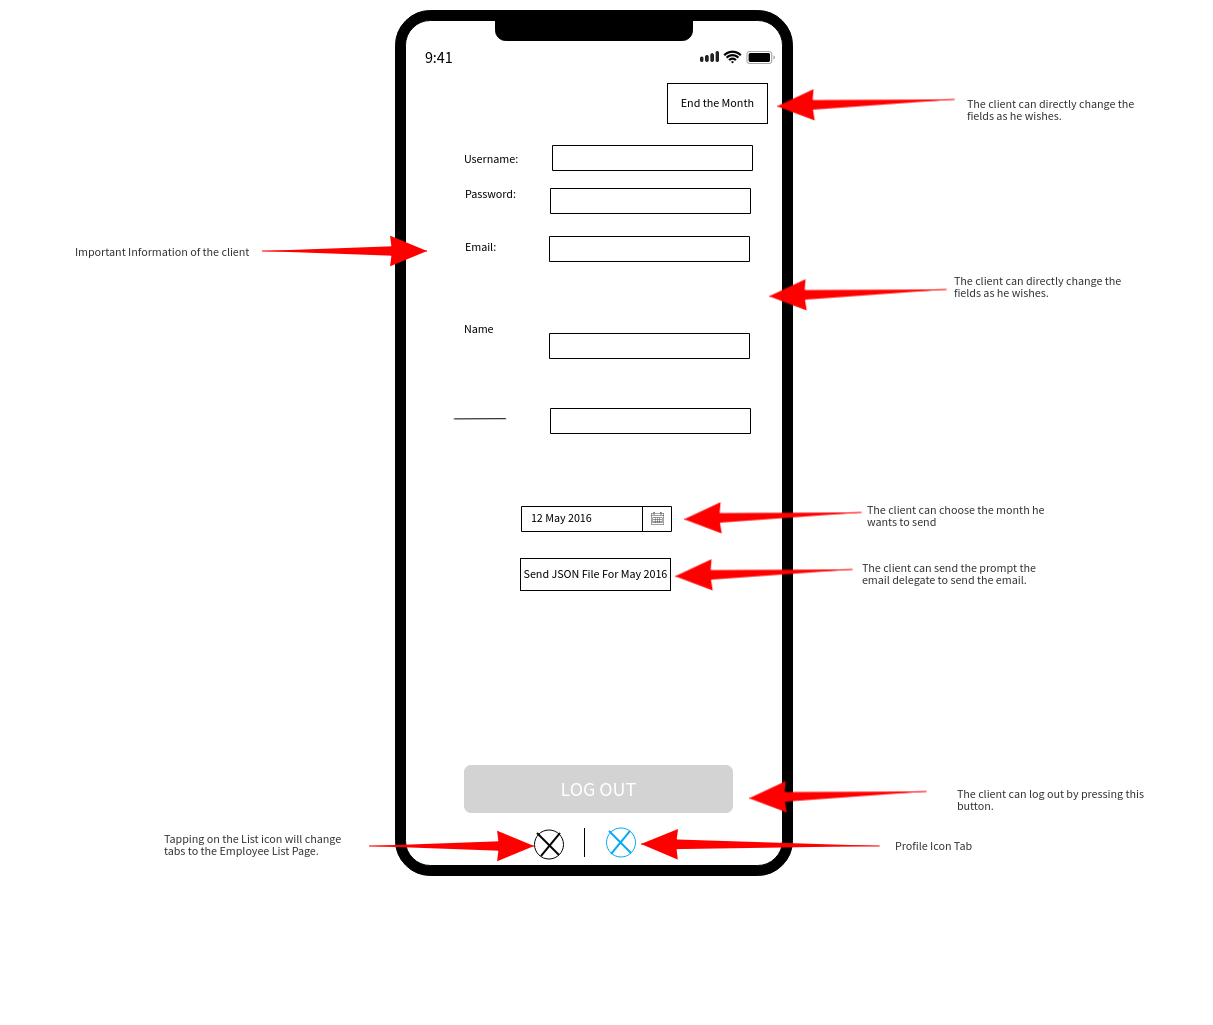 9:41
End the Month
The client can directly change the
fields as he wishes.
Username:
Password:
Email:
Important Information of the client
The client can directly change the
fields as he wishes.
Name
12 May 2016
The client can choose the month he
wants to send
Send JSON File For May 2016
The client can send the prompt the
email delegate to send the email.
LOG OUT
The client can log out by pressing this
button.
Tapping on the List icon will change
tabs to the Employee List Page.
Profile Icon Tab